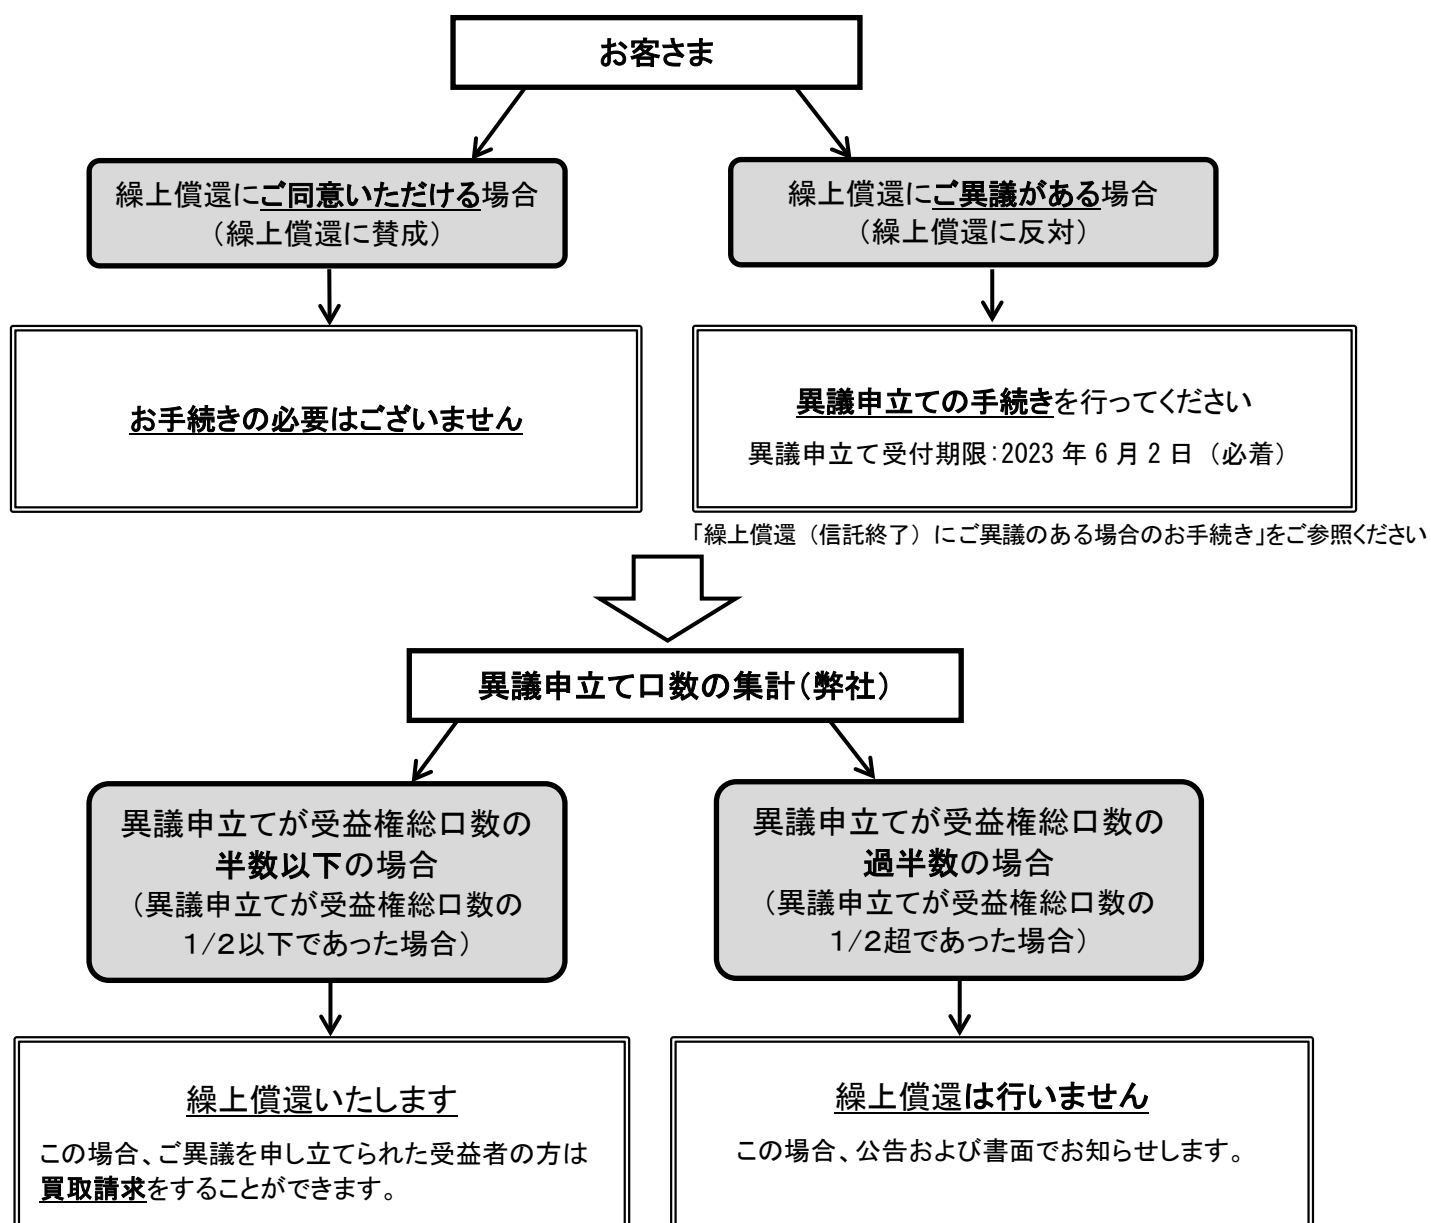 お客さま
繰上償還にご同意いただける場合
（繰上償還に賛成）
繰上償還にご異議がある場合
（繰上償還に反対）
お手続きの必要はございません
異議申立ての手続きを行ってください
異議申立て受付期限：2023 年 6 月 2 日 （必着）
「繰上償還（信託終了）にご異議のある場合のお手続き」をご参照ください
異議申立て口数の集計（弊社）
異議申立てが受益権総口数の
半数以下の場合
（異議申立てが受益権総口数の
１/２以下であった場合）
異議申立てが受益権総口数の
過半数の場合
（異議申立てが受益権総口数の
１/２超であった場合）
繰上償還いたします
この場合、ご異議を申し立てられた受益者の方は
買取請求をすることができます。
繰上償還は行いません
この場合、公告および書面でお知らせします。